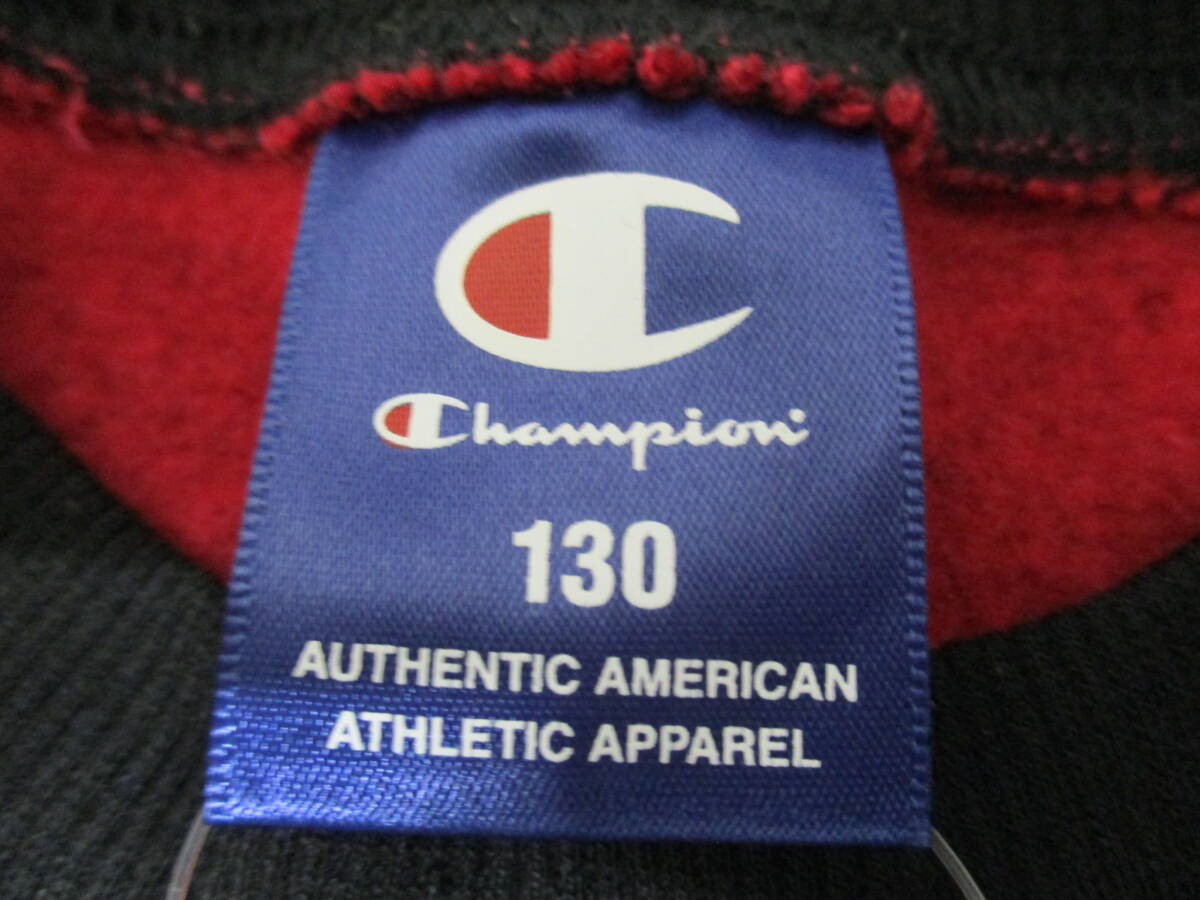 Champion
130
AUTHENTIC AMERICAN
ATHLETIC APPAREL